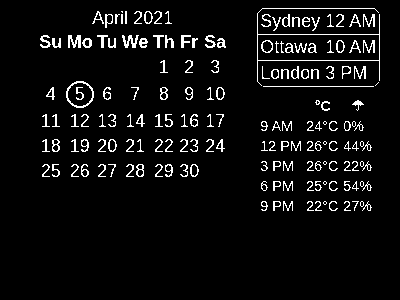 April 2021
Su Mo Tu We Th Fr Sa
1 2 3
4 5 6 7 8 9 10
11 12 13 14 15 16 17
18 19 20 21 22 23 24
25 26 27 28 29 30
Sydney 12 AM
Ottawa 10 AM
London 3 PM
°C ☂
9 AM 24°C 0%
12 PM 26°C 44%
3 PM 26°C 22%
6 PM 25°C 54%
9 PM 22°C 27%